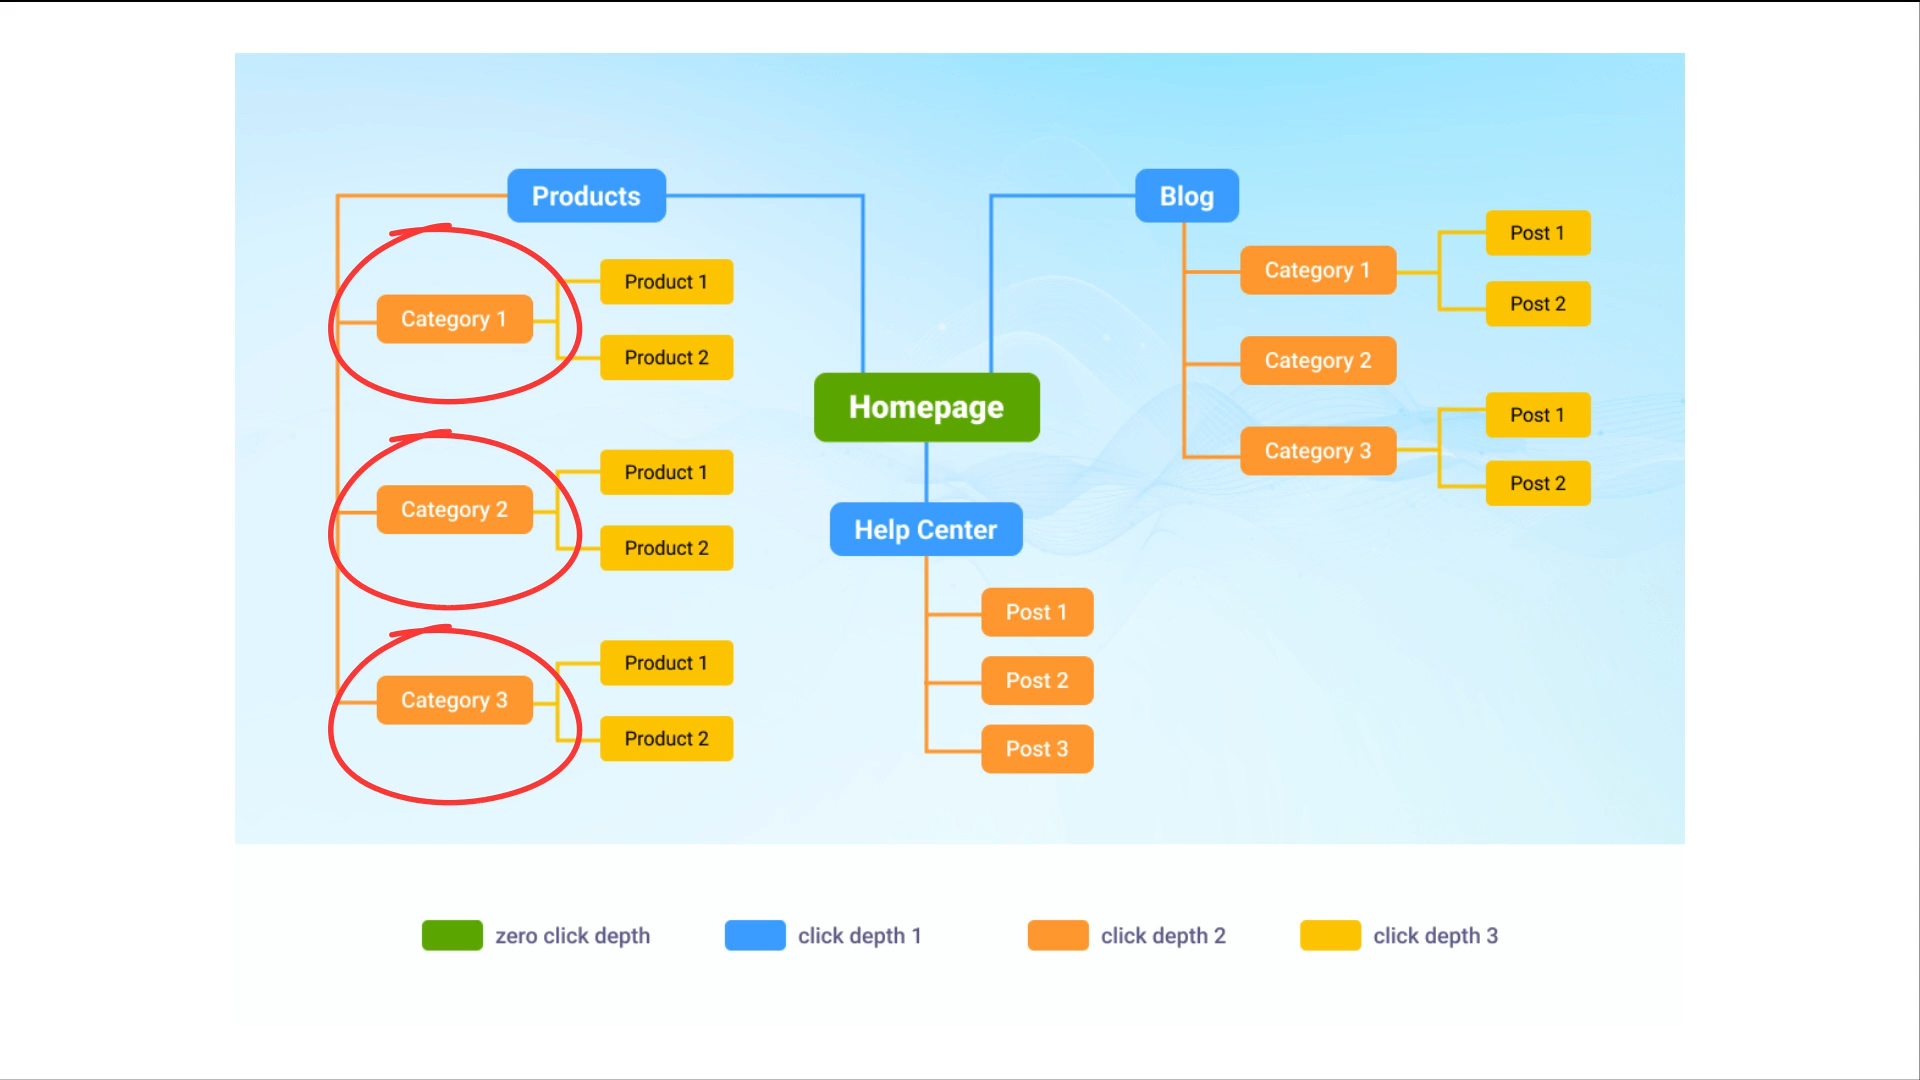 Products
Category 1
Product 1
Product 2
Category 2
Product 1
Product 2
Category 3
Product 1
Product 2
Homepage
Help Center
Post 1
Post 2
Post 3
Blog
Category 1
Post 1
Post 2
Category 2
Category 3
Post 1
Post 2
zero click depth
click depth 1
click depth 2
click depth 3